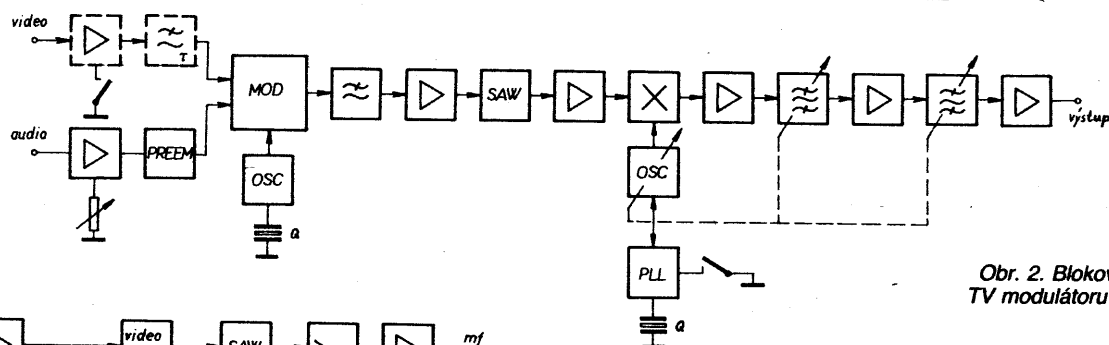 video
τ
MOD
SAW
audio
PREEM
OSC
Q
výstup
OSC
PLL
Q
Obr. 2. Blokov
TV modulátoru
video
SAW
mf